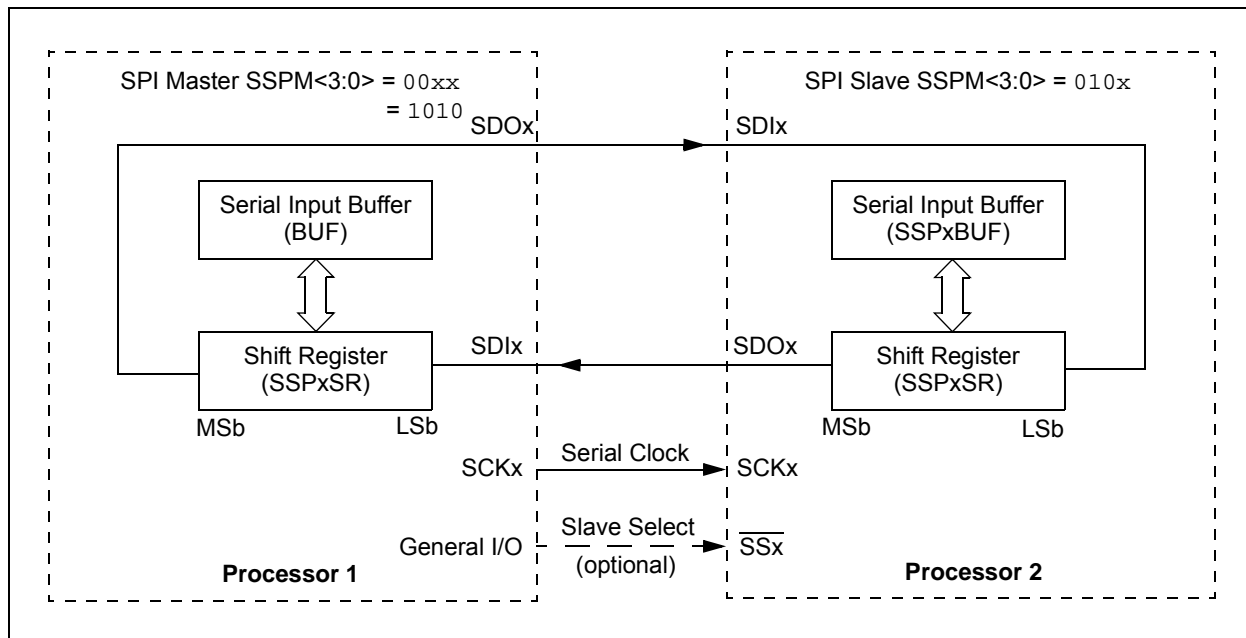 SPI Master SSPM<3:0> = 00xx
= 1010
SDOx
Serial Input Buffer
(BUF)
SDIx
Shift Register
(SSPxSR)
MSb
LSb
SCKx
General I/O
Processor 1
Serial Clock
Slave Select
(optional)
SPI Slave SSPM<3:0> = 010x
SDIx
Serial Input Buffer
(SSPxBUF)
SDOx
Shift Register
(SSPxSR)
MSb
LSb
SCKx
SSx
Processor 2